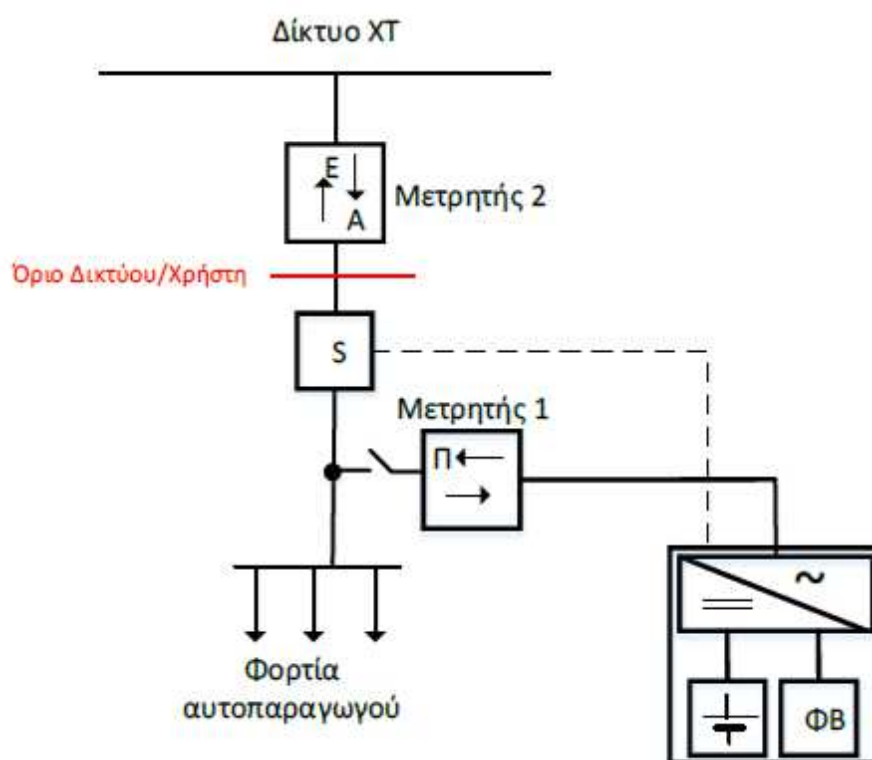 Δίκτυο ΧΤ
Ε
Α
Μετρητής 2
Όριο Δικτύου/Χρήστη
S
Μετρητής 1
Π
~
Φορτία
αυτοπαραγωγού
ΦΒ